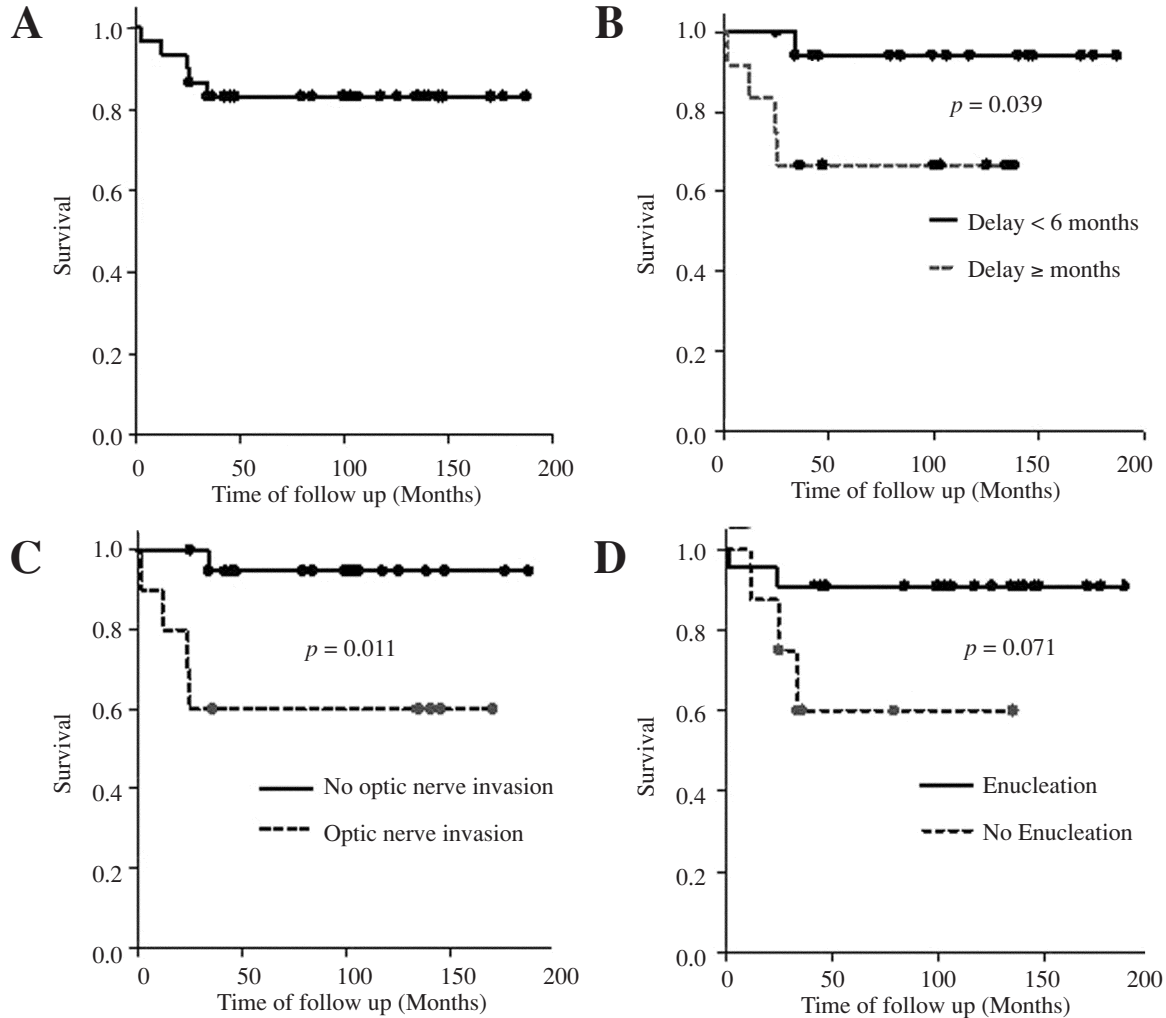 A
1.0
0.8
0.6
0.4
0.2
0.0
Survival
0 50 100 150 200
Time of follow up (Months)
B
1.0
0.8
0.6
0.4
0.2
0.0
Survival
p = 0.039
Delay < 6 months
Delay ≥ months
0 50 100 150 200
Time of follow up (Months)
C
1.0
0.8
0.6
0.4
0.2
0.0
Survival
p = 0.011
No optic nerve invasion
Optic nerve invasion
0 50 100 150 200
Time of follow up (Months)
D
1.0
0.8
0.6
0.4
0.2
0.0
Survival
p = 0.071
Enucleation
No Enucleation
0 50 100 150 200
Time of follow up (Months)